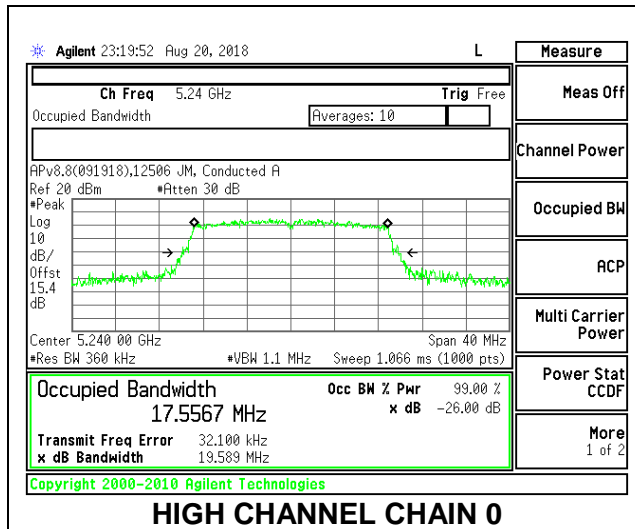 Agilent 23:19:52 Aug 20, 2018 L
Measure
Ch Freq 5.24 GHz Trig Free
Occupied Bandwidth Averages: 10
APv8.8(091918),12506 JM, Conducted A
Ref 20 dBm #Atten 30 dB
#Peak
Log
10
dB/
Offst
15.4
dB
Center 5.240 00 GHz Span 40 MHz
#Res BW 360 kHz #VBW 1.1 MHz Sweep 1.066 ms (1000 pts)
Occupied Bandwidth Occ BW % Pwr 99.00 %
17.5567 MHz x dB -26.00 dB
Transmit Freq Error 32.100 kHz
x dB Bandwidth 19.589 MHz
Meas Off
Channel Power
Occupied BW
ACP
Multi Carrier
Power
Power Stat
CCDF
More
1 of 2
Copyright 2000-2010 Agilent Technologies
HIGH CHANNEL CHAIN 0